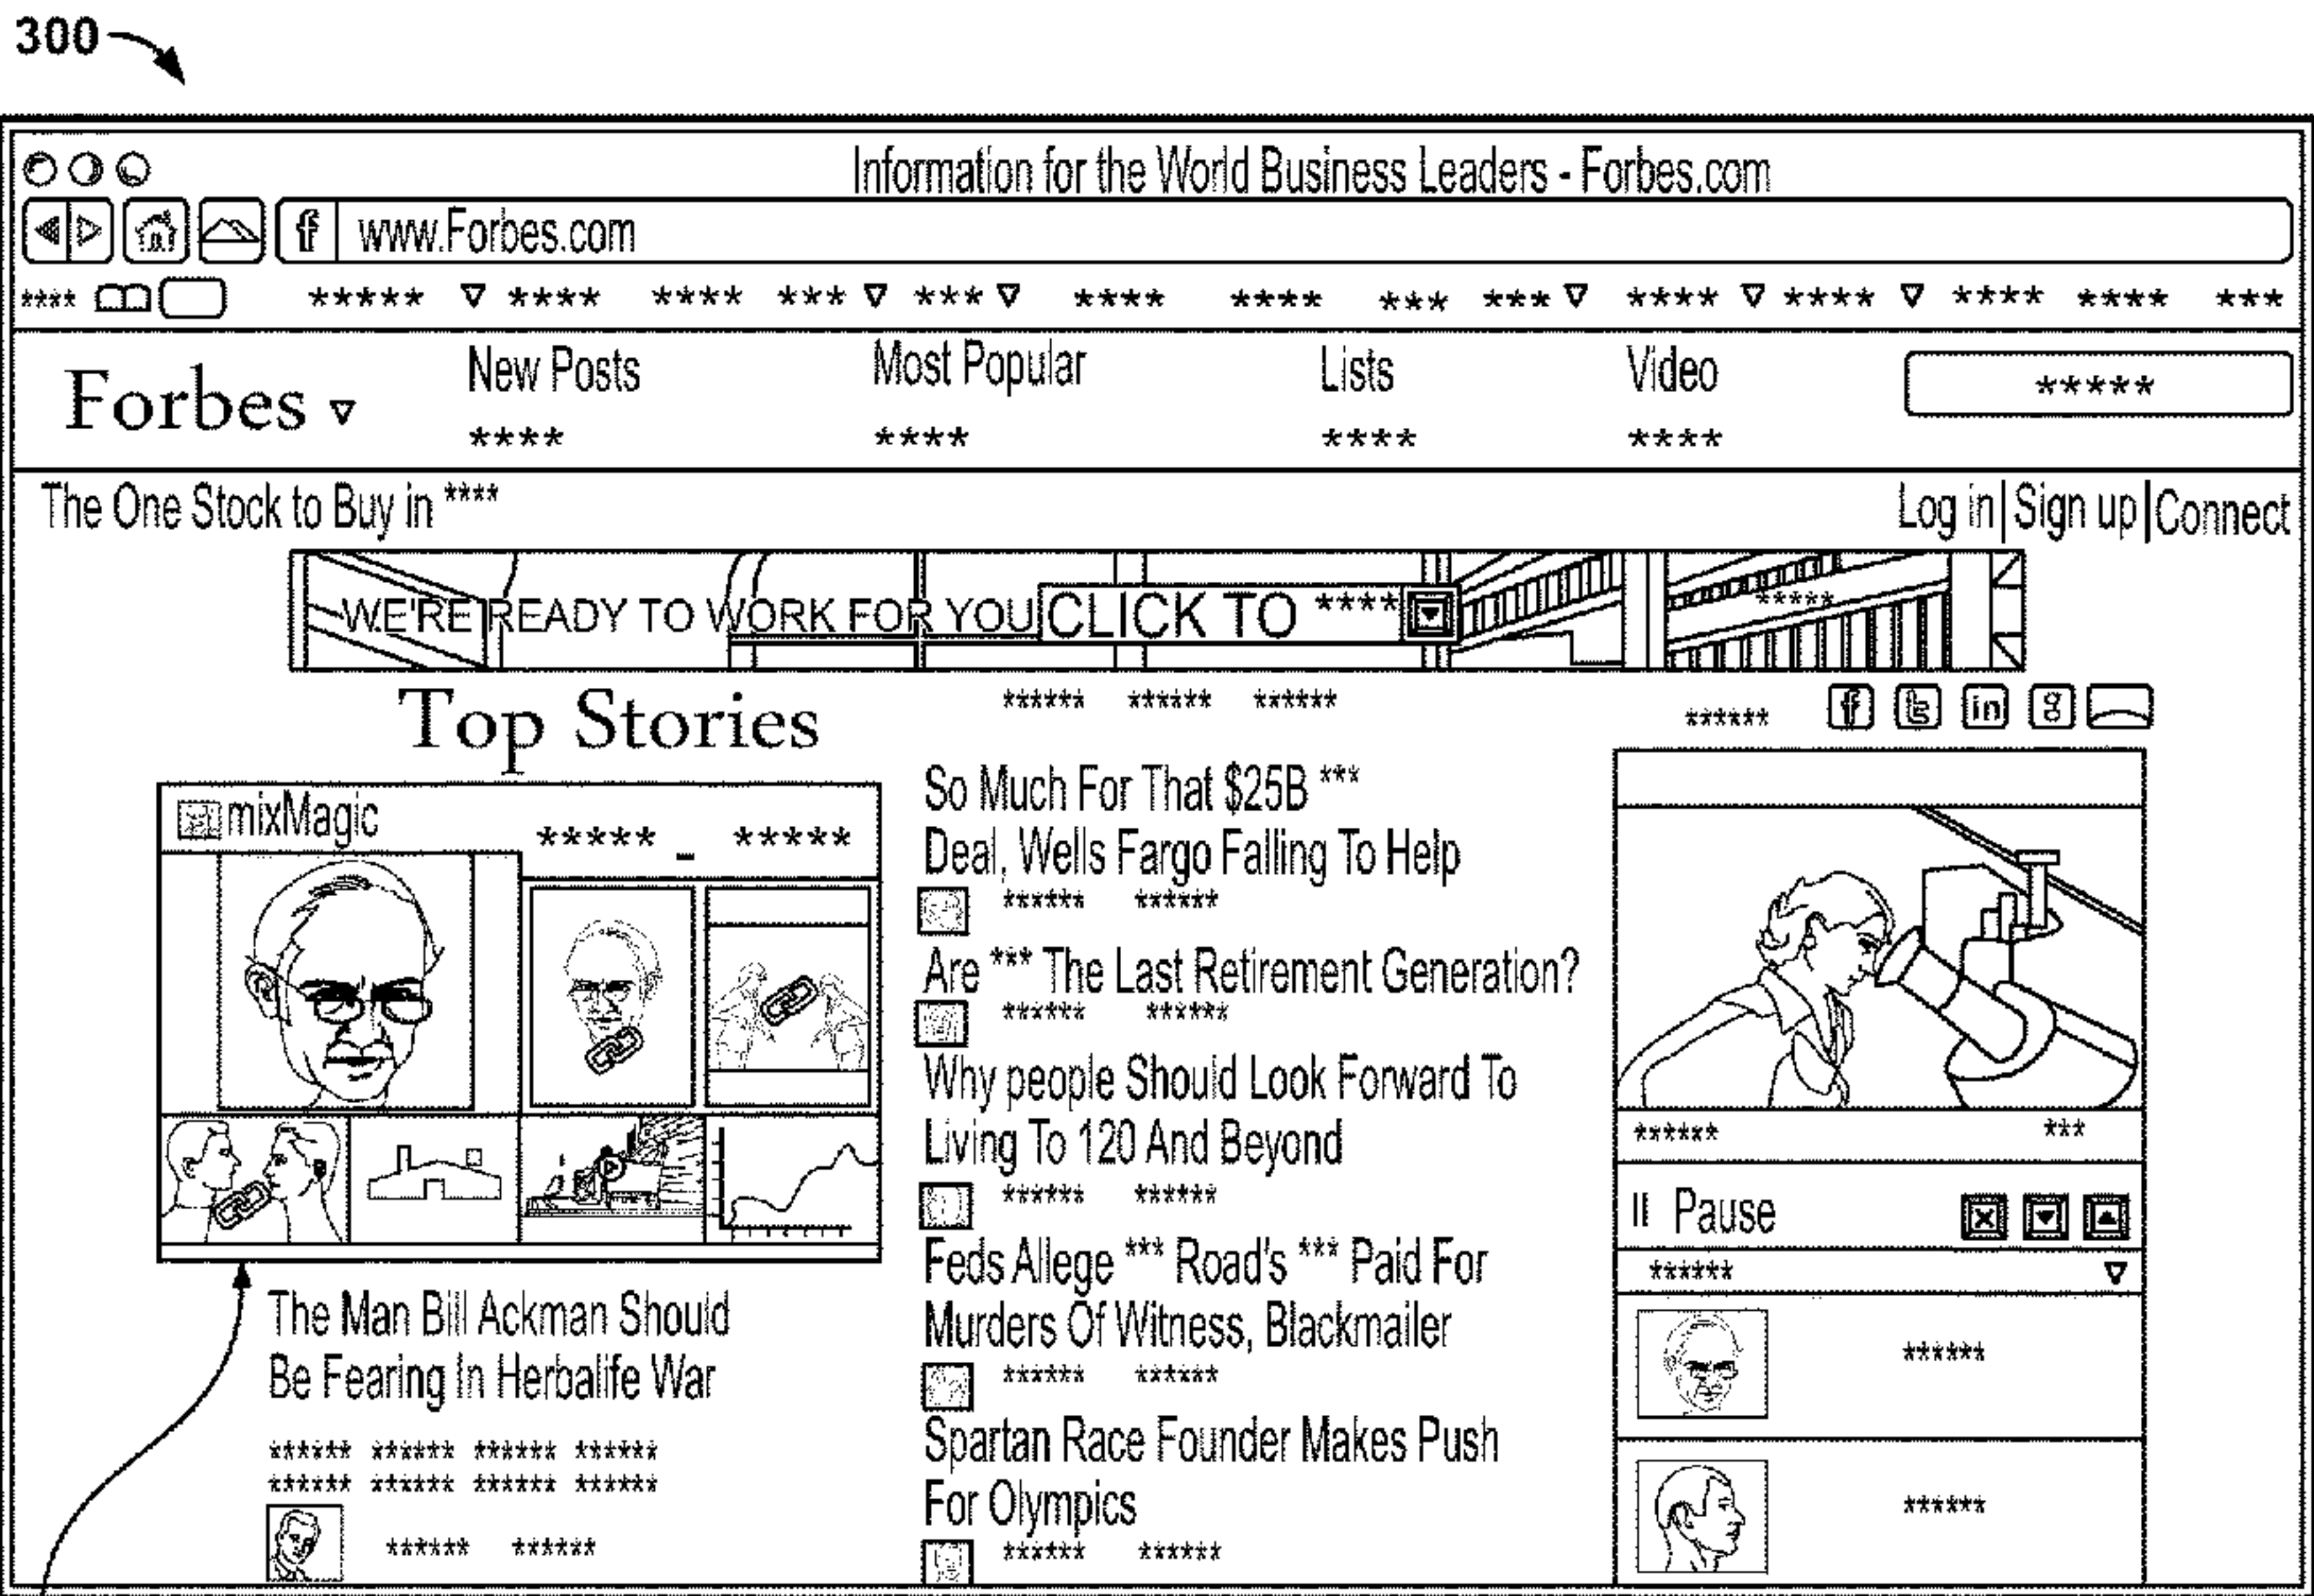 300
Information for the World Business Leaders - Forbes.com
f www.Forbes.com
**** ***** **** **** *** *** **** **** *** *** **** **** **** **** ***
Forbes New Posts Most Popular Lists Video *****
**** **** **** ****
The One Stock to Buy in **** Log in|Sign up|Connect
WE'RE READY TO WORK FOR YOU CLICK TO **** *****
Top Stories
****** ****** ******
****** f t in g
mixMagic ***** _ *****
The Man Bill Ackman Should
Be Fearing In Herbalife War
****** ****** ****** ******
****** ****** ****** ******
****** ******
So Much For That $25B ***
Deal, Wells Fargo Falling To Help
****** ******
Are *** The Last Retirement Generation?
****** ******
Why people Should Look Forward To
Living To 120 And Beyond
****** ******
Feds Allege *** Road's *** Paid For
Murders Of Witness, Blackmailer
****** ******
Spartan Race Founder Makes Push
For Olympics
****** ******
****** ***
Pause
******
******
******